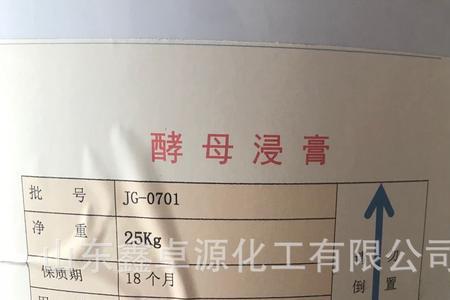 酵母浸膏
批号 JG-0701
净重 25Kg
山东鑫卓源化工有限公司
保质期 18个月
倒置